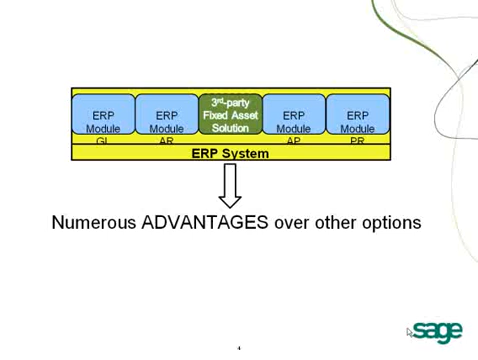 ERP
Module
GL
ERP
Module
AR
3rd-party
Fixed Asset
Solution
ERP
Module
AP
ERP
Module
PR
ERP System
Numerous ADVANTAGES over other options
sage